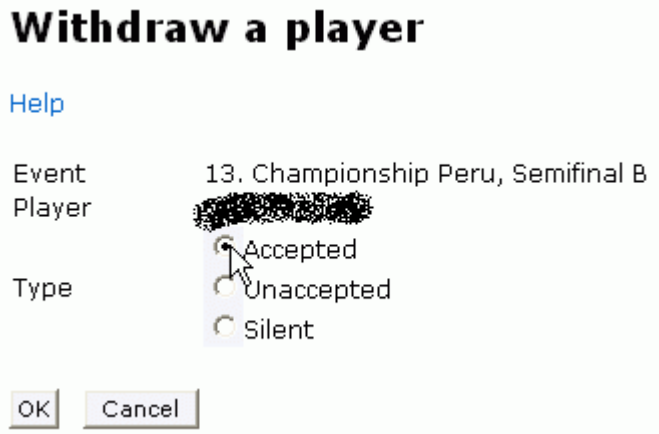 Withdraw a player
Help
Event 13. Championship Peru, Semifinal B
Player
Accepted
Type Unaccepted
Silent
OK Cancel